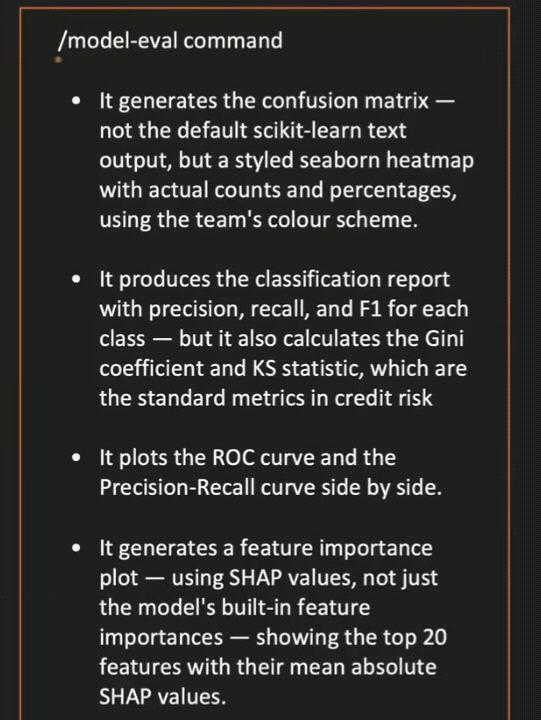 /model-eval command
• It generates the confusion matrix —
not the default scikit-learn text
output, but a styled seaborn heatmap
with actual counts and percentages,
using the team's colour scheme.
• It produces the classification report
with precision, recall, and F1 for each
class — but it also calculates the Gini
coefficient and KS statistic, which are
the standard metrics in credit risk
• It plots the ROC curve and the
Precision-Recall curve side by side.
• It generates a feature importance
plot — using SHAP values, not just
the model's built-in feature
importances — showing the top 20
features with their mean absolute
SHAP values.